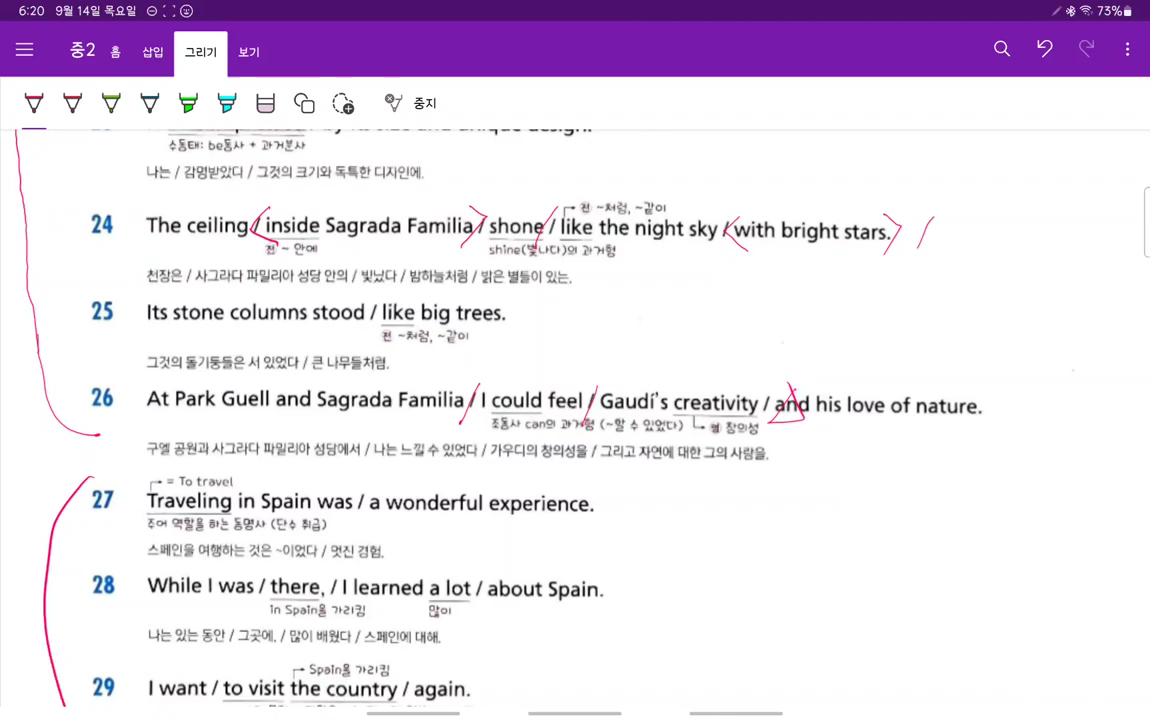 6:20 9월 14일 목요일
73%
중2 홈 삽입 그리기 보기
중지
by its size and unique design.
수동태: be동사 + 과거분사
나는 / 감명받았다 / 그것의 크기와 독특한 디자인에.
전 ~처럼, ~같이
24 The ceiling / inside Sagrada Familia / shone / like the night sky / with bright stars.
전 ~ 안에 shine(빛나다)의 과거형
천장은 / 사그라다 파밀리아 성당 안의 / 빛났다 / 밤하늘처럼 / 밝은 별들이 있는.
25 Its stone columns stood / like big trees.
전 ~처럼, ~같이
그것의 돌기둥들은 서 있었다 / 큰 나무들처럼.
26 At Park Guell and Sagrada Familia / I could feel / Gaudí's creativity / and his love of nature.
조동사 can의 과거형 (~할 수 있었다) 명 창의성
구엘 공원과 사그라다 파밀리아 성당에서 / 나는 느낄 수 있었다 / 가우디의 창의성을 / 그리고 자연에 대한 그의 사랑을.
= To travel
27 Traveling in Spain was / a wonderful experience.
주어 역할을 하는 동명사 (단수 취급)
스페인을 여행하는 것은 ~이었다 / 멋진 경험.
28 While I was / there, / I learned a lot / about Spain.
in Spain을 가리킴 많이
나는 있는 동안 / 그곳에, / 많이 배웠다 / 스페인에 대해.
Spain을 가리킴
29 I want / to visit the country / again.